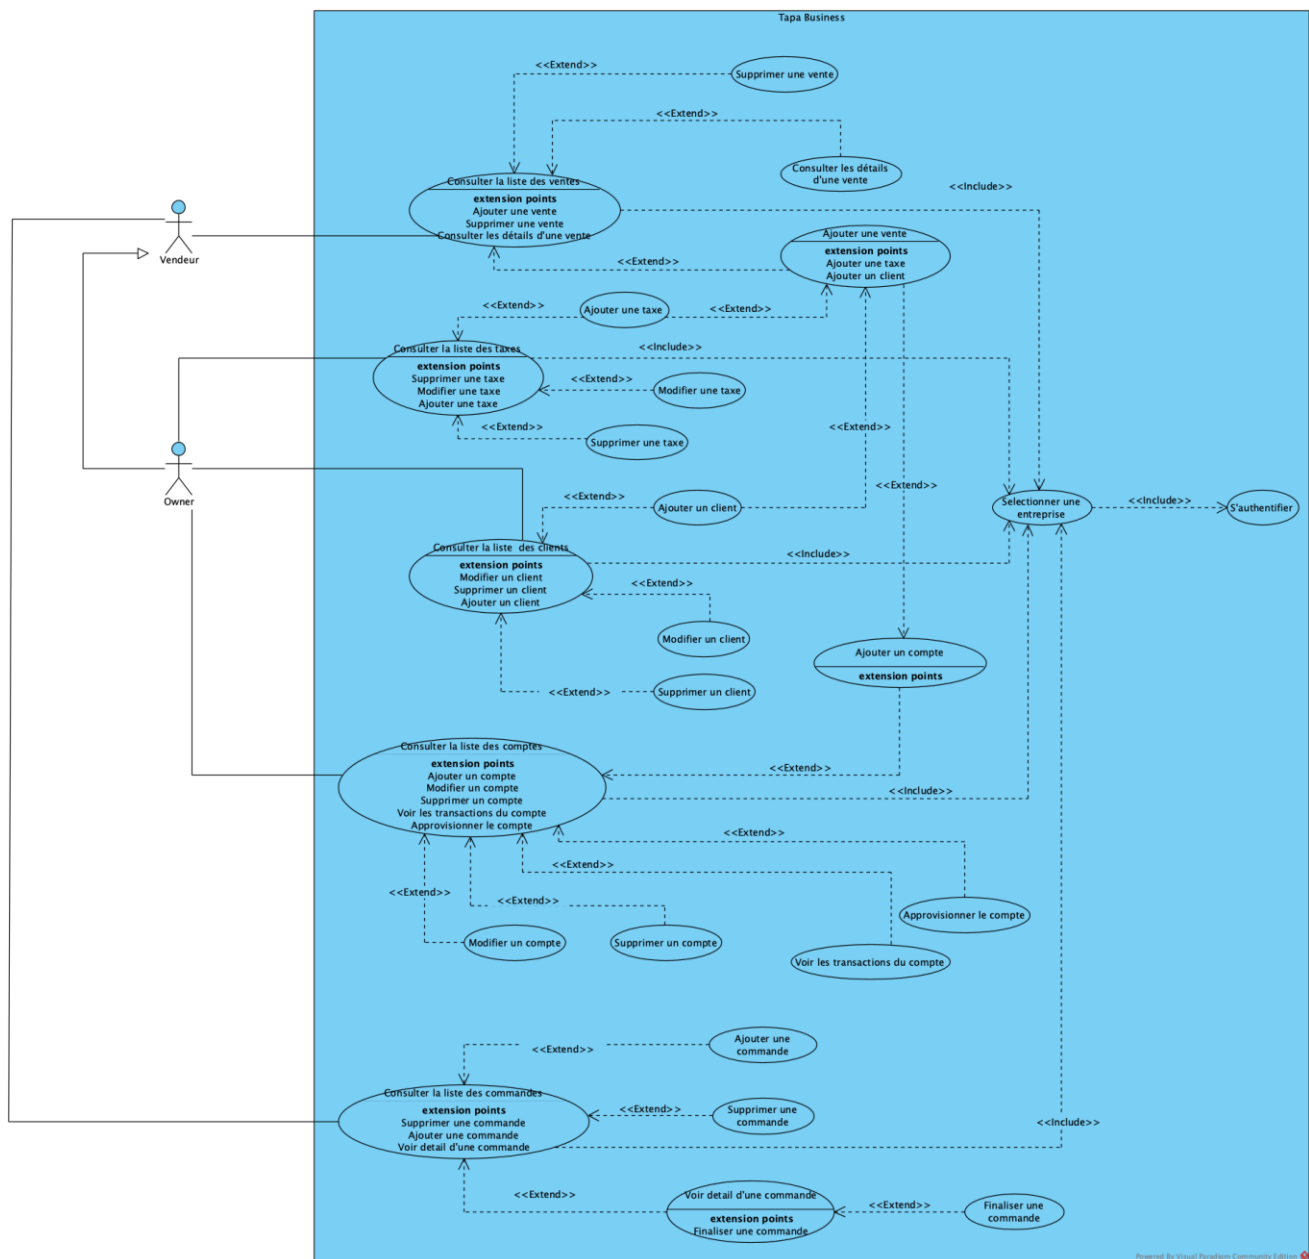 Tapa Business
<<Extend>>
Supprimer une vente
<<Extend>>
Consulter les détails
d'une vente
Consulter la liste des ventes
extension points
Ajouter une vente
Supprimer une vente
Consulter les détails d'une vente
<<Include>>
Vendeur
Ajouter une vente
extension points
Ajouter une taxe
Ajouter un client
<<Extend>>
<<Extend>>
Ajouter une taxe
<<Extend>>
Consulter la liste des taxes
extension points
Supprimer une taxe
Modifier une taxe
Ajouter une taxe
<<Include>>
<<Extend>>
Modifier une taxe
<<Extend>>
Supprimer une taxe
<<Extend>>
Owner
<<Extend>>
<<Extend>>
Ajouter un client
Selectionner une
entreprise
<<Include>>
S'authentifier
Consulter la liste  des clients
extension points
Modifier un client
Supprimer un client
Ajouter un client
<<Include>>
<<Extend>>
Modifier un client
<<Extend>>
Supprimer un client
Ajouter un compte
extension points
Consulter la liste des comptes
extension points
Ajouter un compte
Modifier un compte
Supprimer un compte
Voir les transactions du compte
Approvisionner le compte
<<Extend>>
<<Include>>
<<Extend>>
<<Extend>>
<<Extend>>
<<Extend>>
Approvisionner le compte
Modifier un compte
Supprimer un compte
Voir les transactions du compte
<<Extend>>
Ajouter une
commande
Consulter la liste des commandes
extension points
Supprimer une commande
Ajouter une commande
Voir detail d'une commande
<<Extend>>
Supprimer une
commande
<<Include>>
<<Extend>>
Voir detail d'une commande
extension points
Finaliser une commande
<<Extend>>
Finaliser une
commande
Powered By Visual Paradigm Community Edition